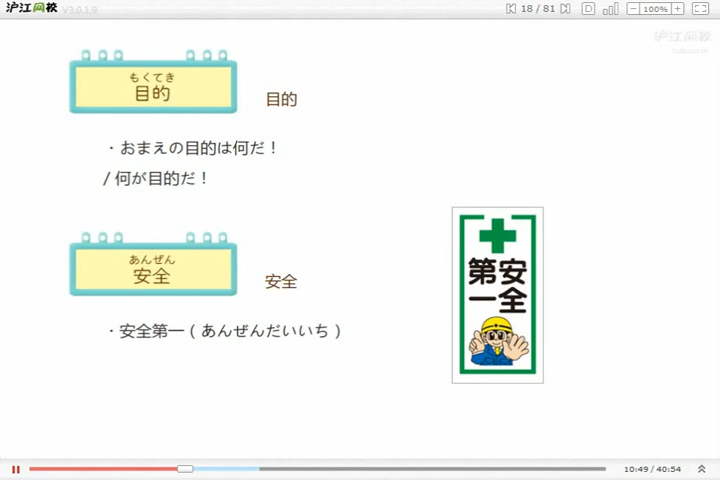 沪江网校 V3.0.1.9
18 / 81
100%
沪江网校
もくてき
目的
目的
・おまえの目的は何だ！
/ 何が目的だ！
あんぜん
安全
安全
・安全第一（あんぜんだいいち）
安全
第一
10:49 / 40:54